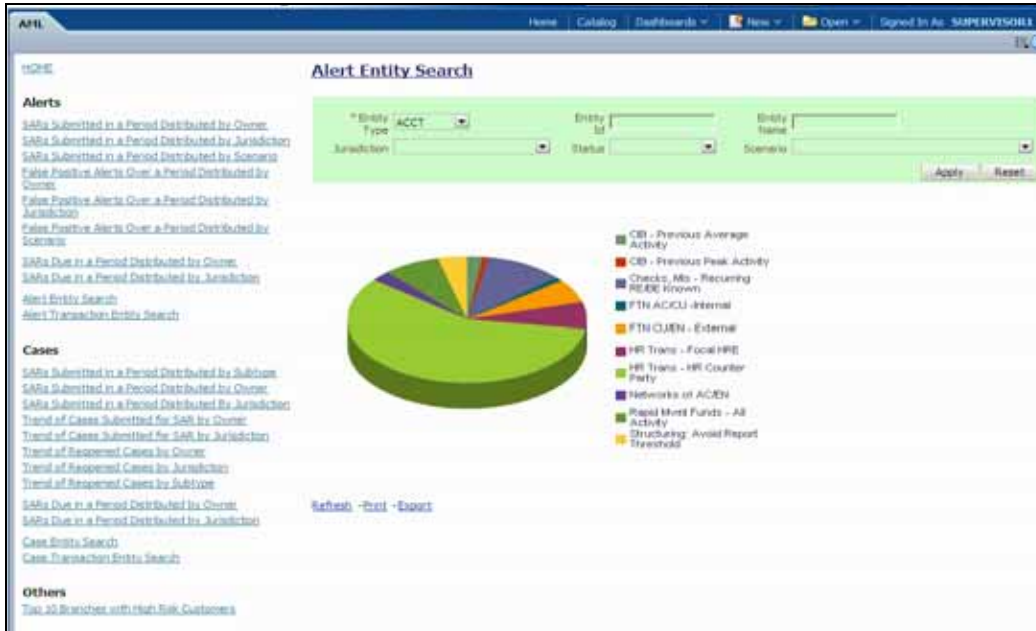 AML
Home
Catalog
Dashboards
New
Open
Signed In As SUPERVISOR1
HOME
Alerts
SARs Submitted in a Period Distributed by Owner
SARs Submitted in a Period Distributed by Jurisdiction
SARs Submitted in a Period Distributed by Scenario
False Positive Alerts Over a Period Distributed by
Owner
False Positive Alerts Over a Period Distributed by
Jurisdiction
False Positive Alerts Over a Period Distributed by
Scenario
SARs Due in a Period Distributed by Owner
SARs Due in a Period Distributed by Jurisdiction
Alert Entity Search
Alert Transaction Entity Search
Cases
SARs Submitted in a Period Distributed by Subtype
SARs Submitted in a Period Distributed by Owner
SARs Submitted in a Period Distributed By Jurisdiction
Trend of Cases Submitted for SAR by Owner
Trend of Cases Submitted for SAR by Jurisdiction
Trend of Reopened Cases by Owner
Trend of Reopened Cases by Jurisdiction
Trend of Reopened Cases by Subtype
SARs Due in a Period Distributed by Owner
SARs Due in a Period Distributed by Jurisdiction
Case Entity Search
Case Transaction Entity Search
Others
Top 10 Branches with High Risk Customers
Alert Entity Search
* Entity
Type
ACCT
Entity
Id
Entity
Name
Jurisdiction
Status
Scenario
Apply
Reset
CIB - Previous Average
Activity
CIB - Previous Peak Activity
Checks, MIs - Recurring
RE/BE Known
FTN AC/CU -Internal
FTN CU/EN - External
HR Trans - Focal HRE
HR Trans - HR Counter
Party
Networks of AC/EN
Rapid Mvmt Funds - All
Activity
Structuring: Avoid Report
Threshold
Refresh -Print -Export